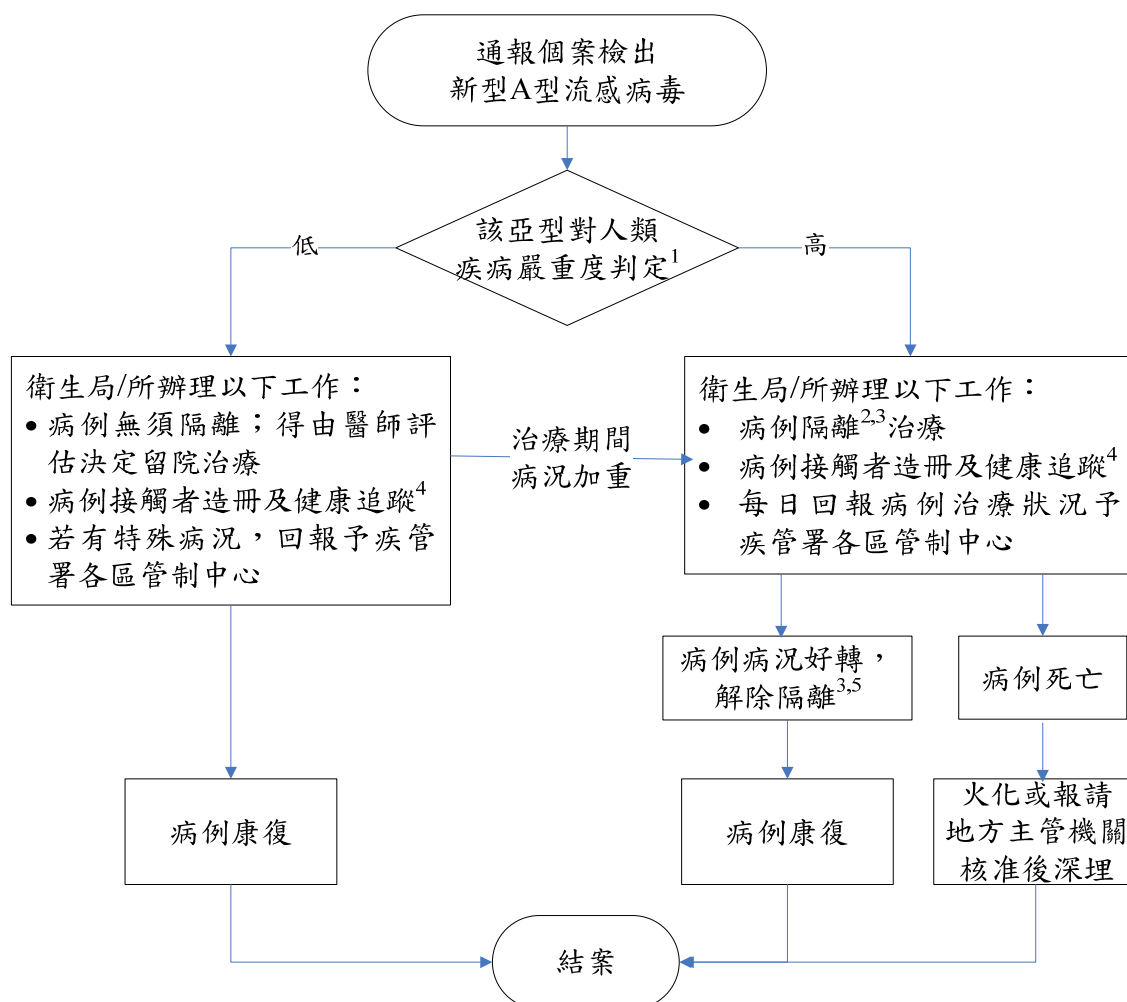 通報個案檢出
新型A型流感病毒
該亞型對人類
疾病嚴重度判定1
低
高
衛生局/所辦理以下工作：
• 病例無須隔離；得由醫師評
估決定留院治療
• 病例接觸者造冊及健康追蹤4
• 若有特殊病況，回報予疾管
署各區管制中心
治療期間
病況加重
衛生局/所辦理以下工作：
• 病例隔離2,3治療
• 病例接觸者造冊及健康追蹤4
• 每日回報病例治療狀況予
疾管署各區管制中心
病例病況好轉，
解除隔離3,5
病例死亡
病例康復
病例康復
火化或報請
地方主管機關
核准後深埋
結案